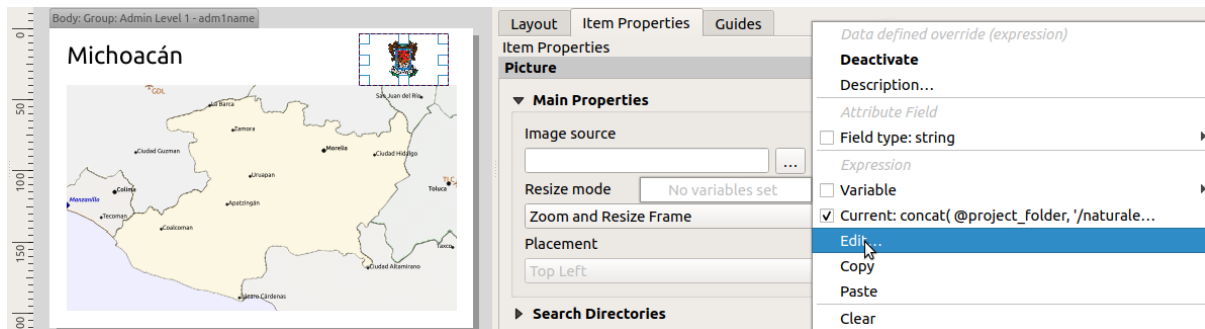 Body: Group: Admin Level 1 - adm1name
0
50
100
150
200
Michoacán
GDL
San Juan del Río
La Barca
Zamora
Morelia
Ciudad Guzman
Ciudad Hidalgo
Uruapan
Colima
TLC
Toluca
Manzanillo
Apatzingán
Tecoman
Coalcoman
Taxco
Ciudad Altamirano
Lázaro Cárdenas
Layout
Item Properties
Guides
Item Properties
Picture
Main Properties
Image source
...
Resize mode
No variables set
Zoom and Resize Frame
Placement
Top Left
Search Directories
Data defined override (expression)
Deactivate
Description…
Attribute Field
Field type: string
Expression
Variable
Current: concat( @project_folder, '/naturale…
Edit…
Copy
Paste
Clear